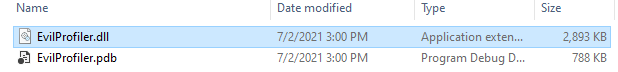 Name Date modified Type Size
EvilProfiler.dll 7/2/2021 3:00 PM Application exten... 2,893 KB
EvilProfiler.pdb 7/2/2021 3:00 PM Program Debug D... 788 KB